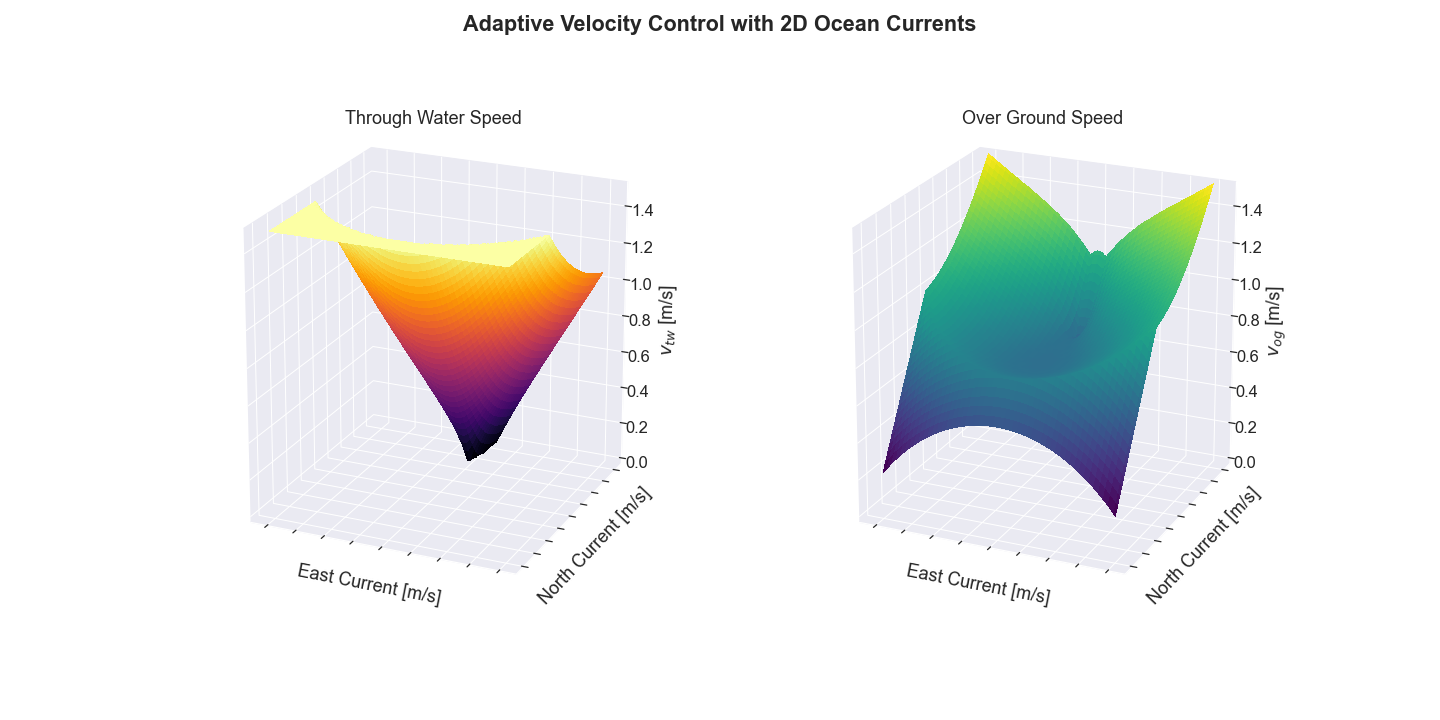 Adaptive Velocity Control with 2D Ocean Currents
Through Water Speed
1.4
1.2
1.0
0.8
0.6
0.4
0.2
0.0
v_tw [m/s]
North Current [m/s]
East Current [m/s]
Over Ground Speed
1.4
1.2
1.0
0.8
0.6
0.4
0.2
0.0
v_og [m/s]
North Current [m/s]
East Current [m/s]